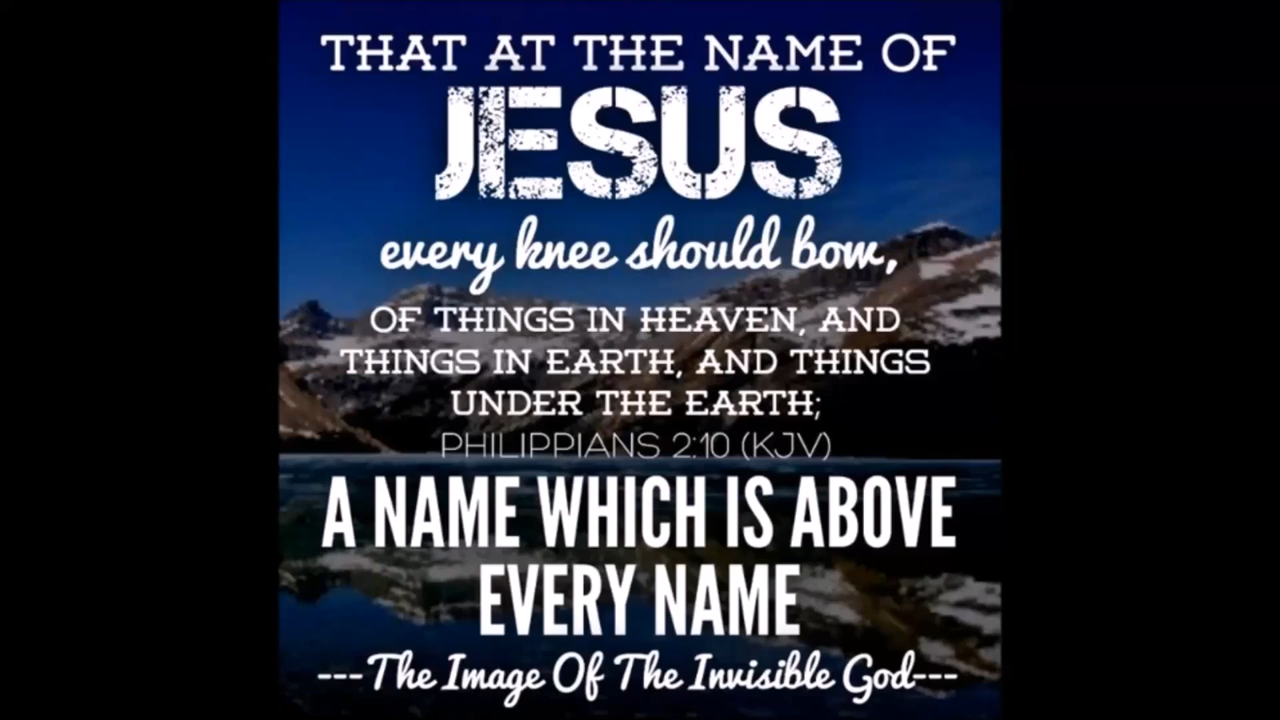 THAT AT THE NAME OF
JESUS
every knee should bow,
OF THINGS IN HEAVEN, AND
THINGS IN EARTH, AND THINGS
UNDER THE EARTH;
PHILIPPIANS 2:10 (KJV)
A NAME WHICH IS ABOVE
EVERY NAME
---The Image Of The Invisible God---